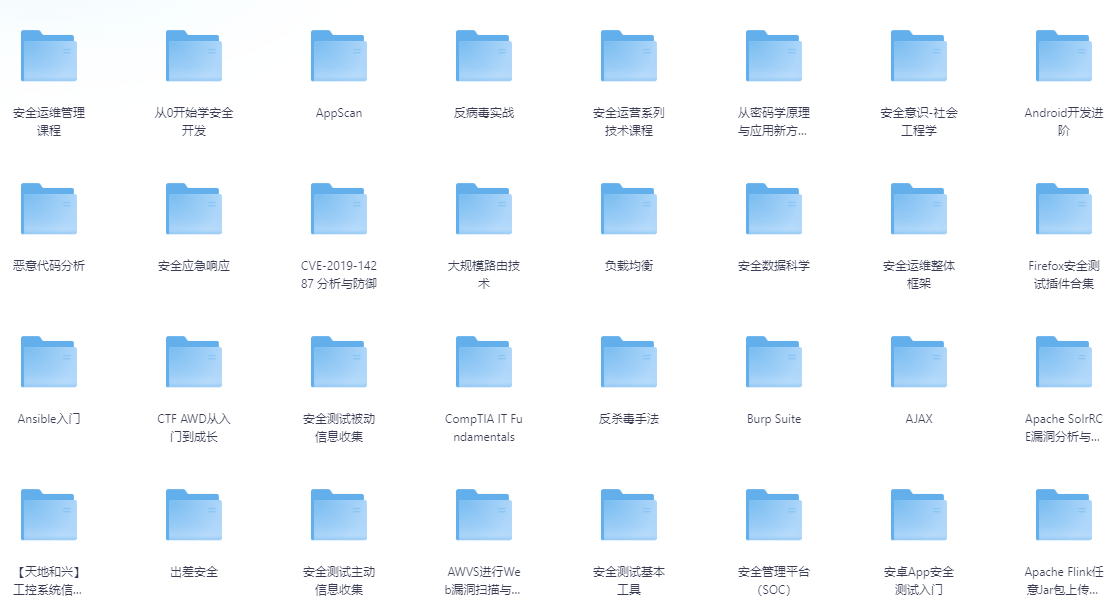 安全运维管理
课程
从0开始学安全
开发
AppScan
反病毒实战
安全运营系列
技术课程
从密码学原理
与应用新方...
安全意识-社会
工程学
Android开发进
阶
恶意代码分析
安全应急响应
CVE-2019-142
87 分析与防御
大规模路由技
术
负载均衡
安全数据科学
安全运维整体
框架
Firefox安全测
试插件合集
Ansible入门
CTF AWD从入
门到成长
安全测试被动
信息收集
CompTIA IT Fu
ndamentals
反杀毒手法
Burp Suite
AJAX
Apache SolrRC
E漏洞分析与...
【天地和兴】
工控系统信...
出差安全
安全测试主动
信息收集
AWVS进行We
b漏洞扫描与...
安全测试基本
工具
安全管理平台
（SOC）
安卓App安全
测试入门
Apache Flink任
意Jar包上传...